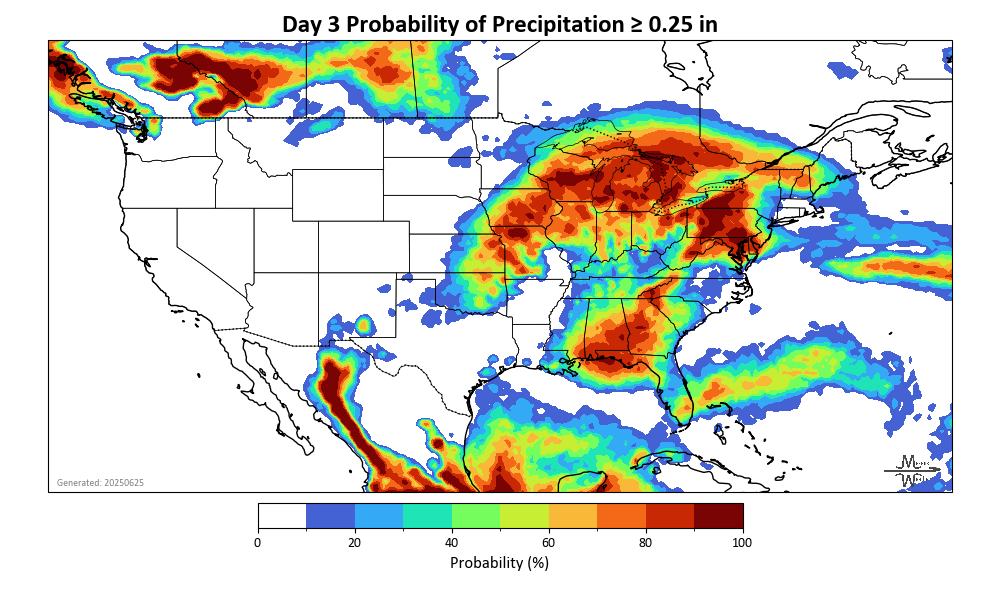 Day 3 Probability of Precipitation ≥ 0.25 in
Generated: 20250625
0 20 40 60 80 100
Probability (%)